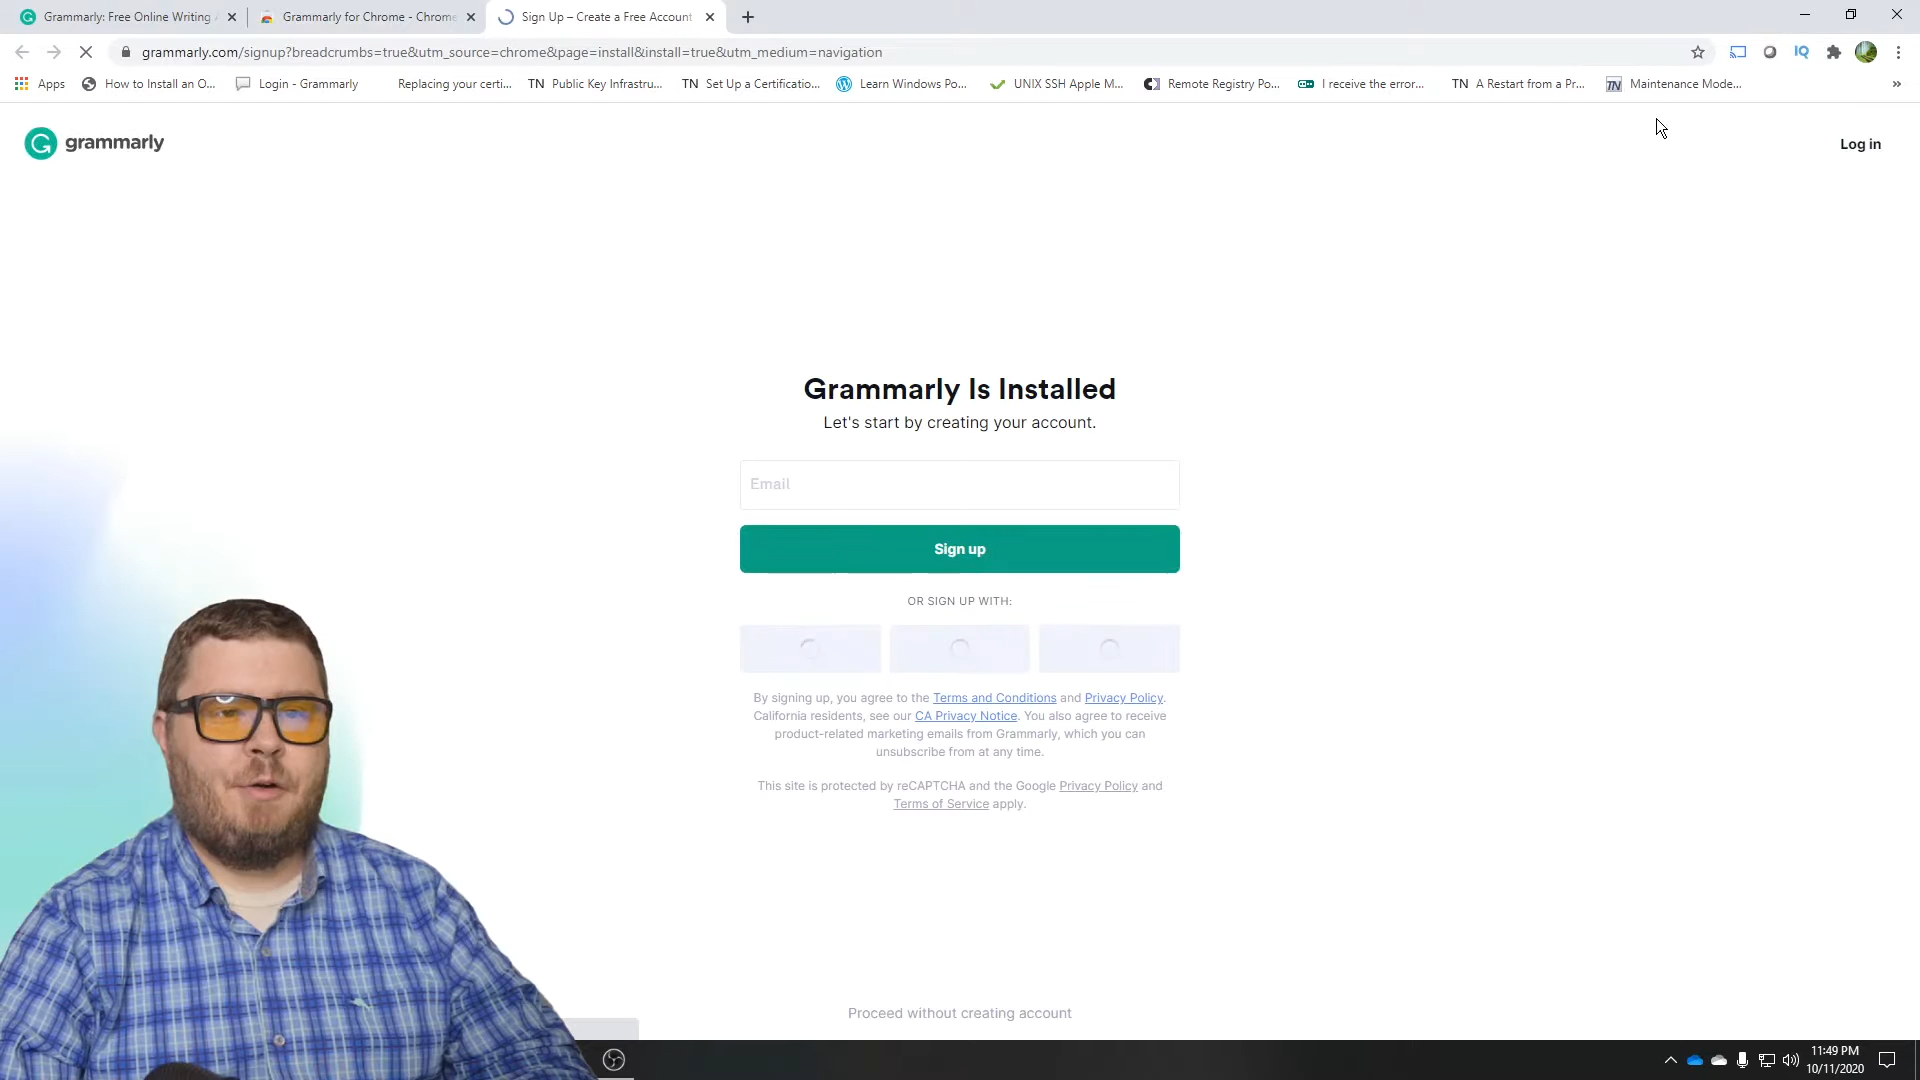 Grammarly: Free Online Writing A
Grammarly for Chrome - Chrome
Sign Up – Create a Free Account
grammarly.com/signup?breadcrumbs=true&utm_source=chrome&page=install&install=true&utm_medium=navigation
IQ
Apps
How to Install an O...
Login - Grammarly
Replacing your certi...
TN Public Key Infrastru...
TN Set Up a Certificatio...
Learn Windows Po...
UNIX SSH Apple M...
Remote Registry Po...
I receive the error...
TN A Restart from a Pr...
TN Maintenance Mode...
grammarly
Log in
Grammarly Is Installed
Let's start by creating your account.
Email
Sign up
OR SIGN UP WITH:
By signing up, you agree to the Terms and Conditions and Privacy Policy.
California residents, see our CA Privacy Notice. You also agree to receive
product-related marketing emails from Grammarly, which you can
unsubscribe from at any time.
This site is protected by reCAPTCHA and the Google Privacy Policy and
Terms of Service apply.
Proceed without creating account
11:49 PM
10/11/2020